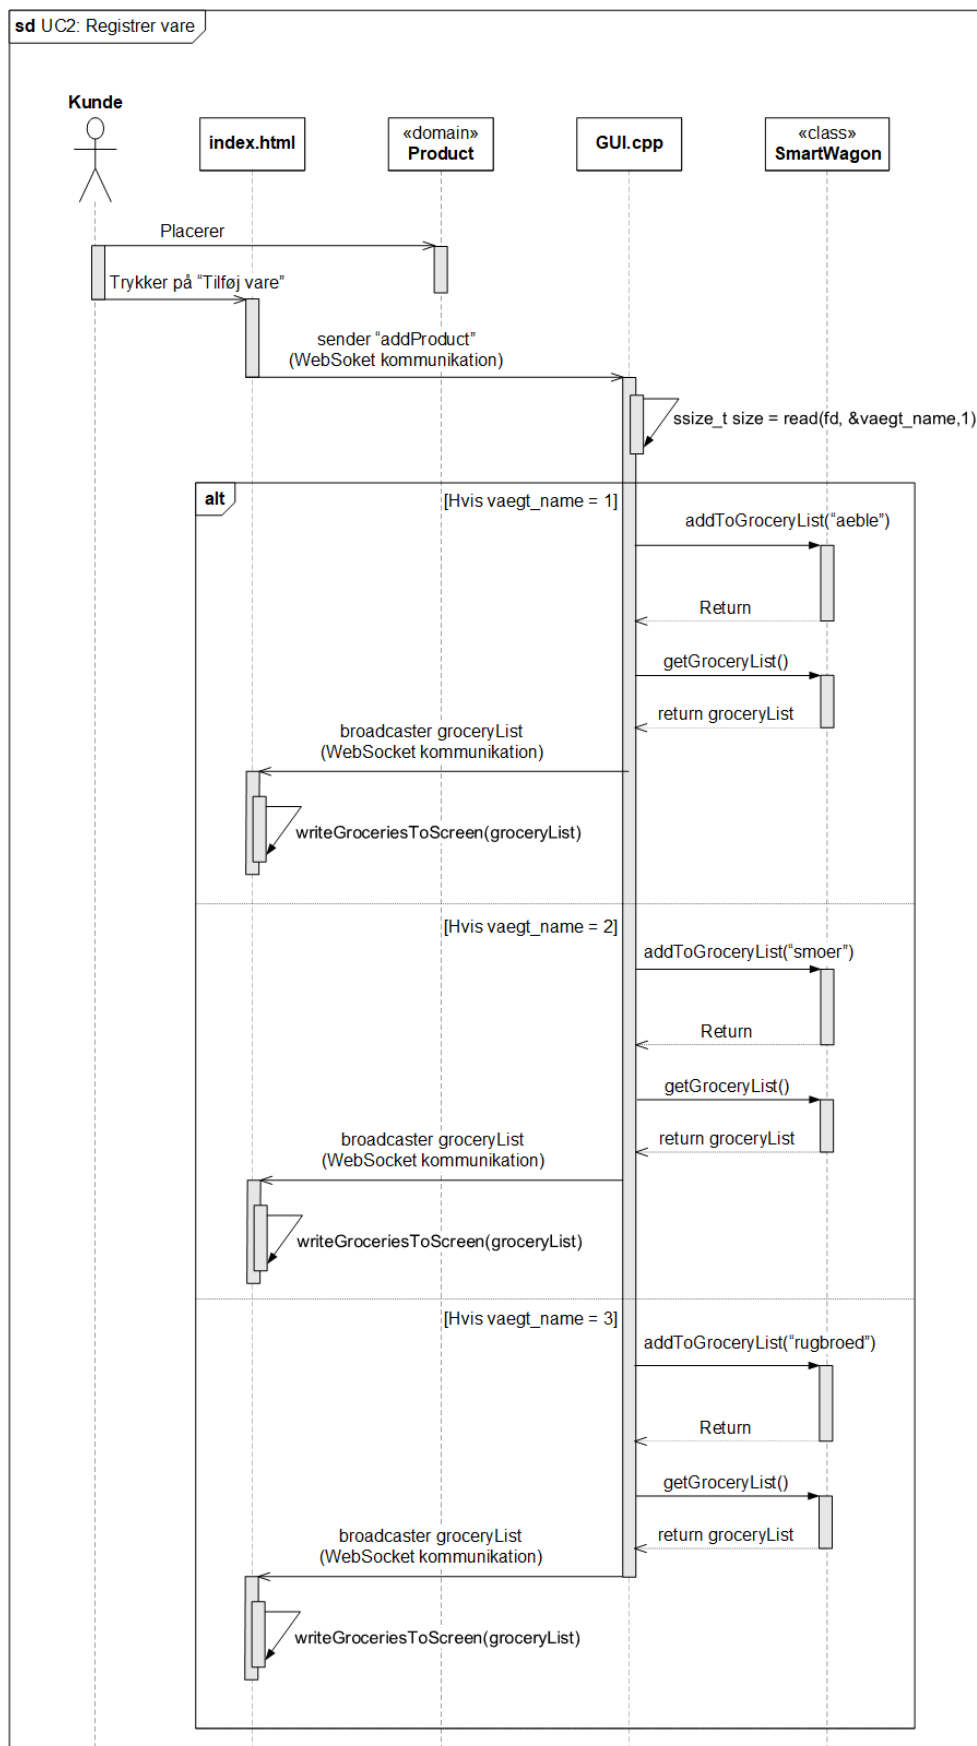 sd UC2: Registrer vare
Kunde
index.html
«domain»
Product
GUI.cpp
«class»
SmartWagon
Placerer
Trykker på “Tilføj vare”
sender “addProduct”
(WebSoket kommunikation)
ssize_t size = read(fd, &vaegt_name,1)
alt
[Hvis vaegt_name = 1]
addToGroceryList(“aeble”)
Return
getGroceryList()
return groceryList
broadcaster groceryList
(WebSocket kommunikation)
writeGroceriesToScreen(groceryList)
[Hvis vaegt_name = 2]
addToGroceryList(“smoer”)
Return
getGroceryList()
return groceryList
broadcaster groceryList
(WebSocket kommunikation)
writeGroceriesToScreen(groceryList)
[Hvis vaegt_name = 3]
addToGroceryList(“rugbroed”)
Return
getGroceryList()
return groceryList
broadcaster groceryList
(WebSocket kommunikation)
writeGroceriesToScreen(groceryList)